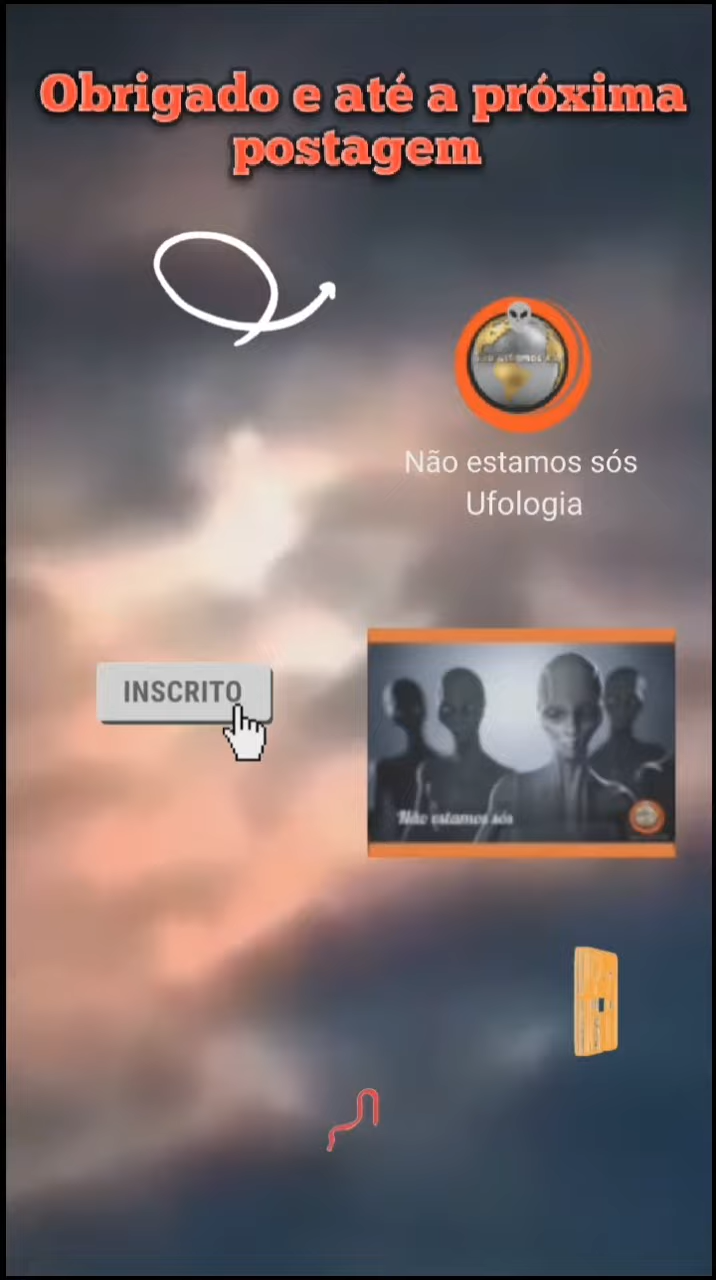 Obrigado e até a próxima
postagem
Não estamos sós
Ufologia
INSCRITO
Não estamos sós